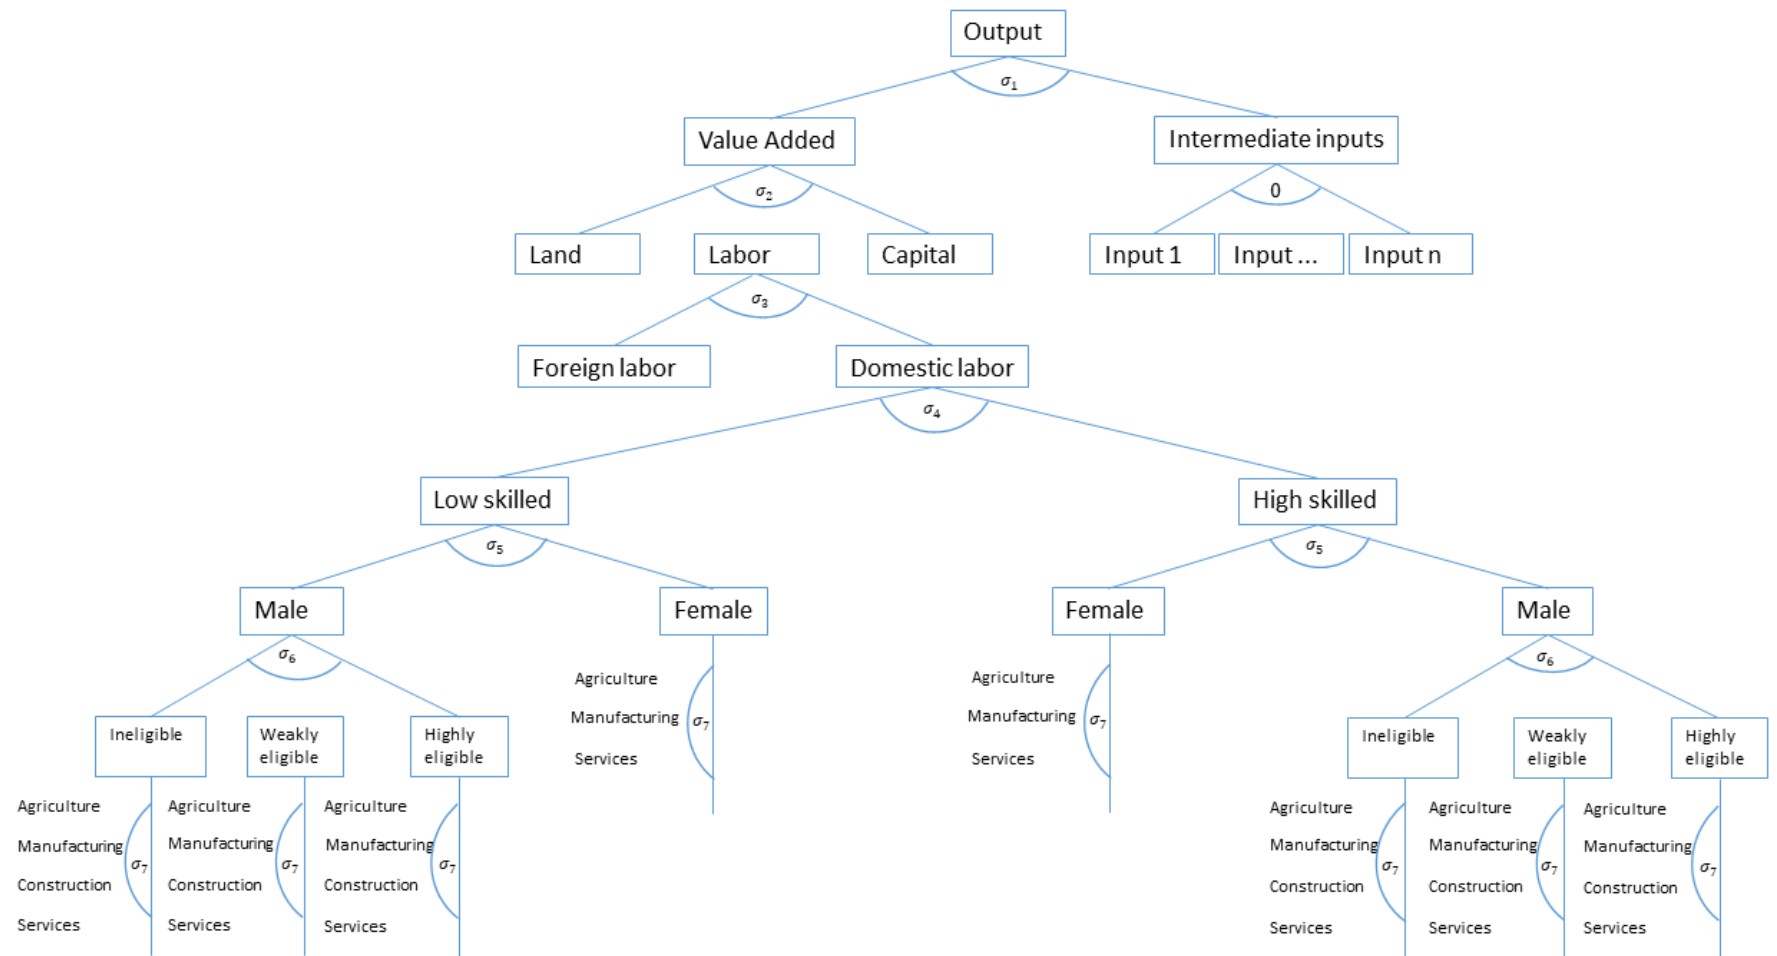 Output
σ1
Value Added
Intermediate inputs
σ2
0
Land
Labor
Capital
Input 1
Input ...
Input n
σ3
Foreign labor
Domestic labor
σ4
Low skilled
High skilled
σ5
σ5
Male
Female
Female
Male
σ6
σ6
Agriculture
Manufacturing
Services
σ7
Agriculture
Manufacturing
Services
σ7
Ineligible
Weakly
eligible
Highly
eligible
Ineligible
Weakly
eligible
Highly
eligible
Agriculture
Manufacturing
Construction
Services
σ7
Agriculture
Manufacturing
Construction
Services
σ7
Agriculture
Manufacturing
Construction
Services
σ7
Agriculture
Manufacturing
Construction
Services
σ7
Agriculture
Manufacturing
Construction
Services
σ7
Agriculture
Manufacturing
Construction
Services
σ7